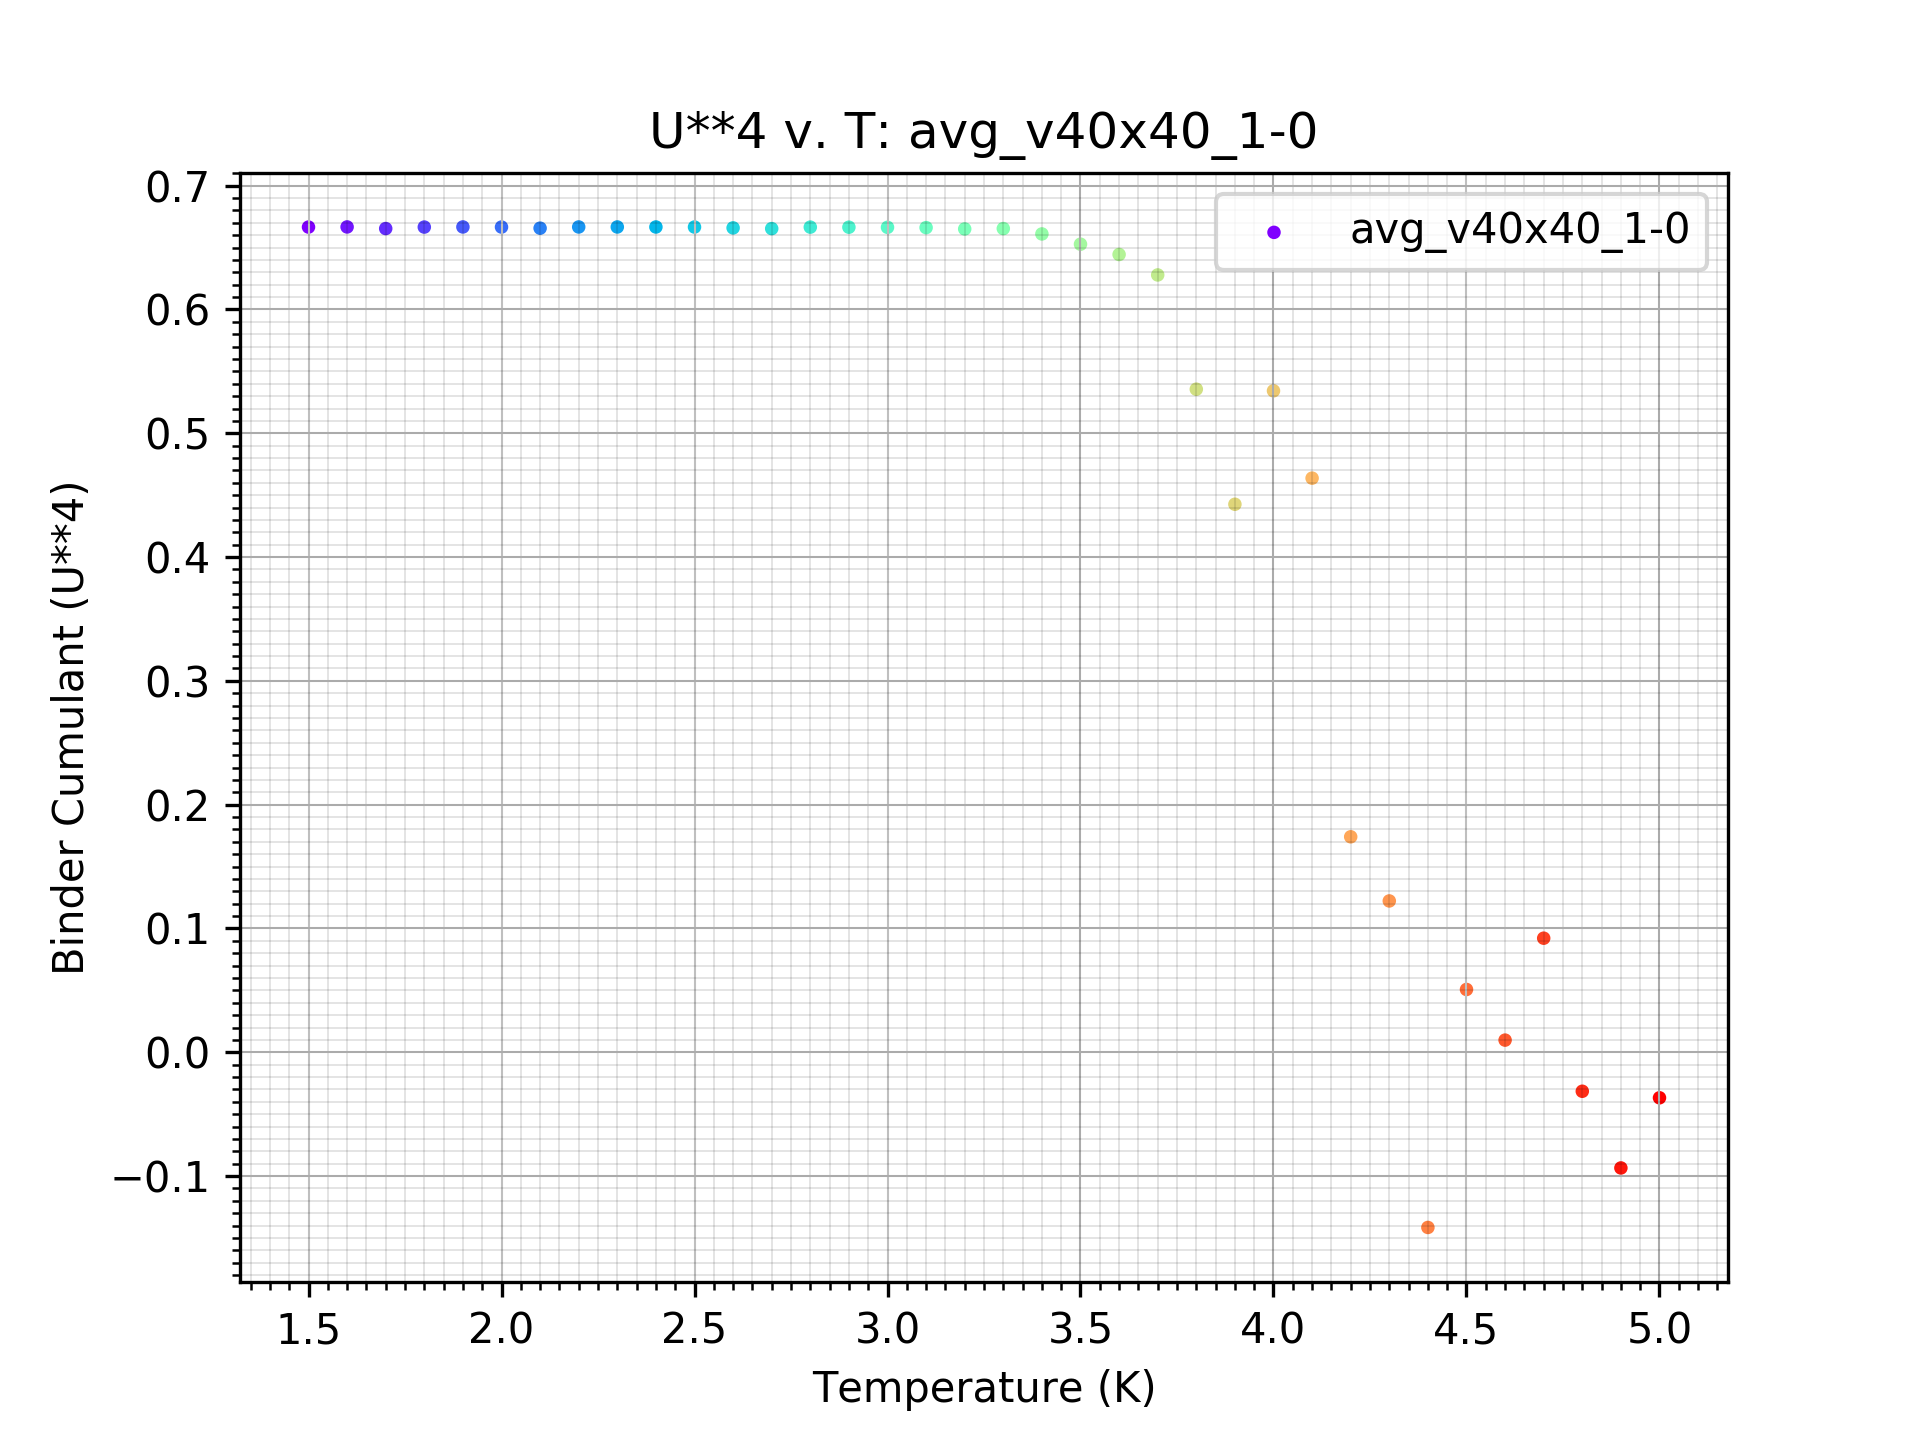 U**4 v. T: avg_v40x40_1-0
avg_v40x40_1-0
0.7
0.6
0.5
0.4
0.3
0.2
0.1
0.0
−0.1
Binder Cumulant (U**4)
1.5 2.0 2.5 3.0 3.5 4.0 4.5 5.0
Temperature (K)